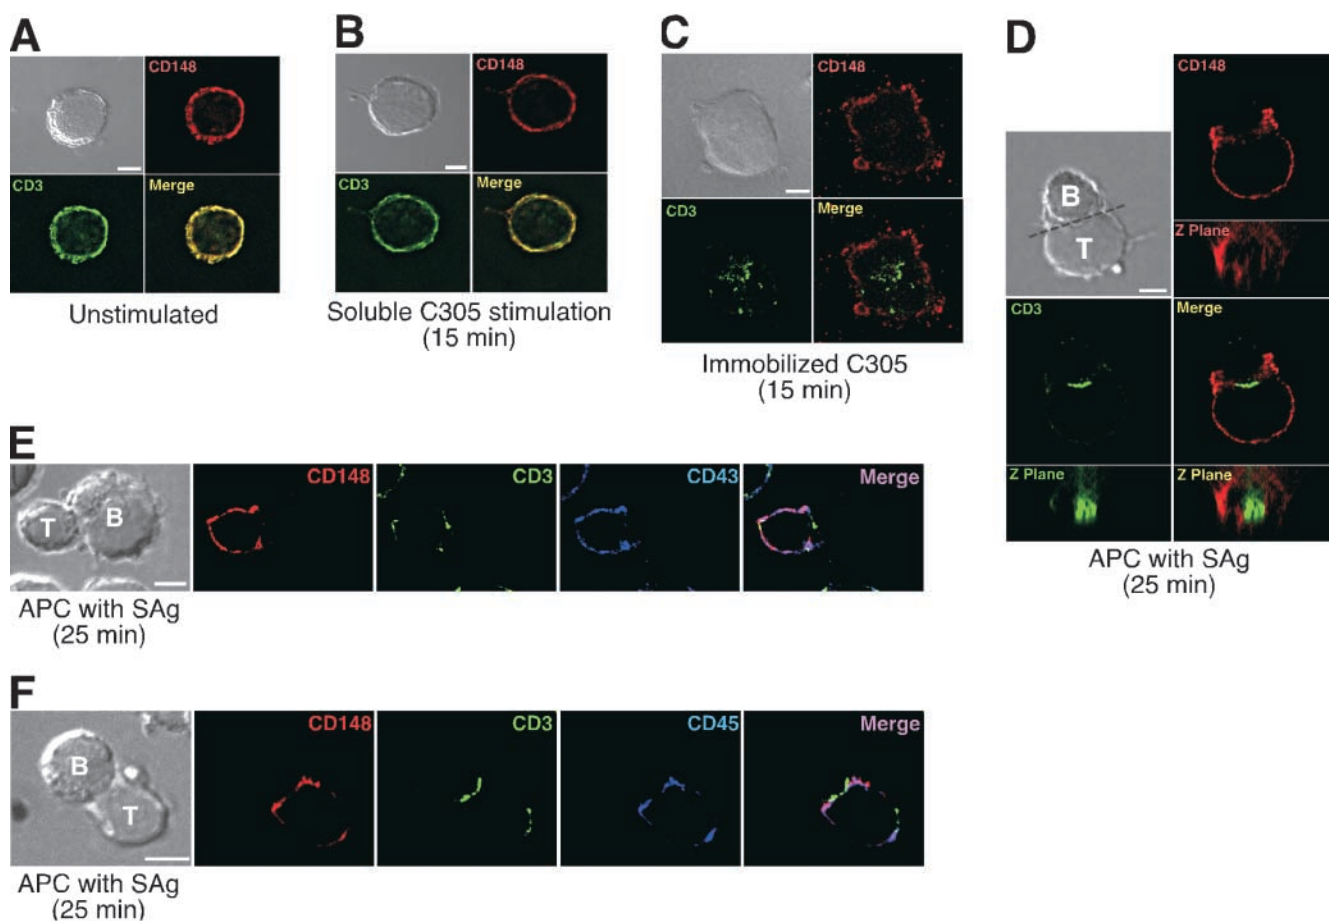 A
CD148
CD3
Merge
Unstimulated
B
CD148
CD3
Merge
Soluble C305 stimulation
(15 min)
C
CD148
CD3
Merge
Immobilized C305
(15 min)
D
CD148
B
T
Z Plane
CD3
Merge
Z Plane
Z Plane
APC with SAg
(25 min)
E
T
B
CD148
CD3
CD43
Merge
APC with SAg
(25 min)
F
B
T
CD148
CD3
CD45
Merge
APC with SAg
(25 min)